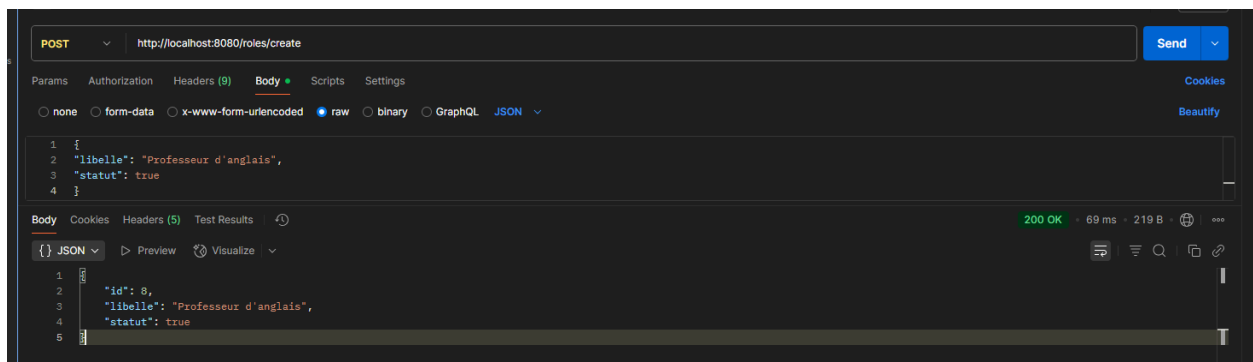 POST http://localhost:8080/roles/create Send
s
Params Authorization Headers (9) Body Scripts Settings Cookies
none form-data x-www-form-urlencoded raw binary GraphQL JSON Beautify
1 {
2 "libelle": "Professeur d'anglais",
3 "statut": true
4 }
Body Cookies Headers (5) Test Results 200 OK 69 ms 219 B
{} JSON Preview Visualize
1 {
2 "id": 8,
3 "libelle": "Professeur d'anglais",
4 "statut": true
5 }